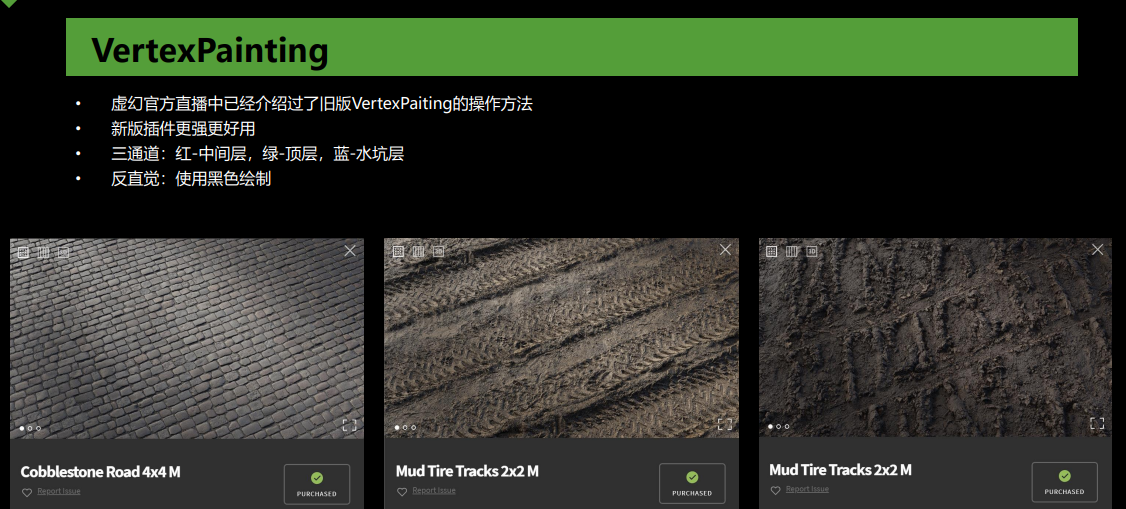 VertexPainting
• 虚幻官方直播中已经介绍过了旧版VertexPaiting的操作方法
• 新版插件更强更好用
• 三通道：红-中间层，绿-顶层，蓝-水坑层
• 反直觉：使用黑色绘制
3D
3D
Cobblestone Road 4x4 M
Report Issue
PURCHASED
Mud Tire Tracks 2x2 M
Report Issue
PURCHASED
Mud Tire Tracks 2x2 M
Report Issue
PURCHASED